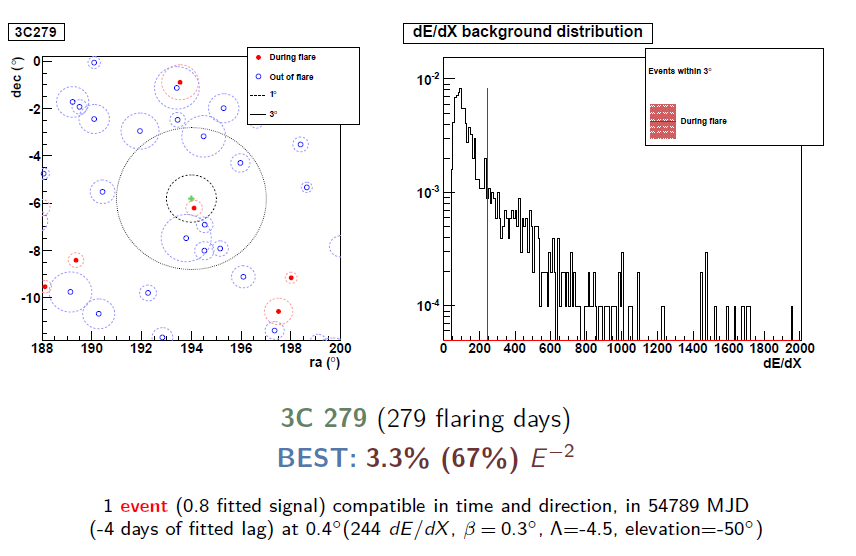 3C279
dE/dX background distribution
dec (°)
0
-2
-4
-6
-8
-10
188 190 192 194 196 198 200
ra (°)
During flare
Out of flare
1°
3°
10⁻²
10⁻³
10⁻⁴
0 200 400 600 800 1000 1200 1400 1600 1800 2000
dE/dX
Events within 3°
During flare
3C 279 (279 flaring days)
BEST: 3.3% (67%) E⁻²
1 event (0.8 fitted signal) compatible in time and direction, in 54789 MJD
(-4 days of fitted lag) at 0.4°(244 dE/dX, β = 0.3°, Λ=-4.5, elevation=-50°)